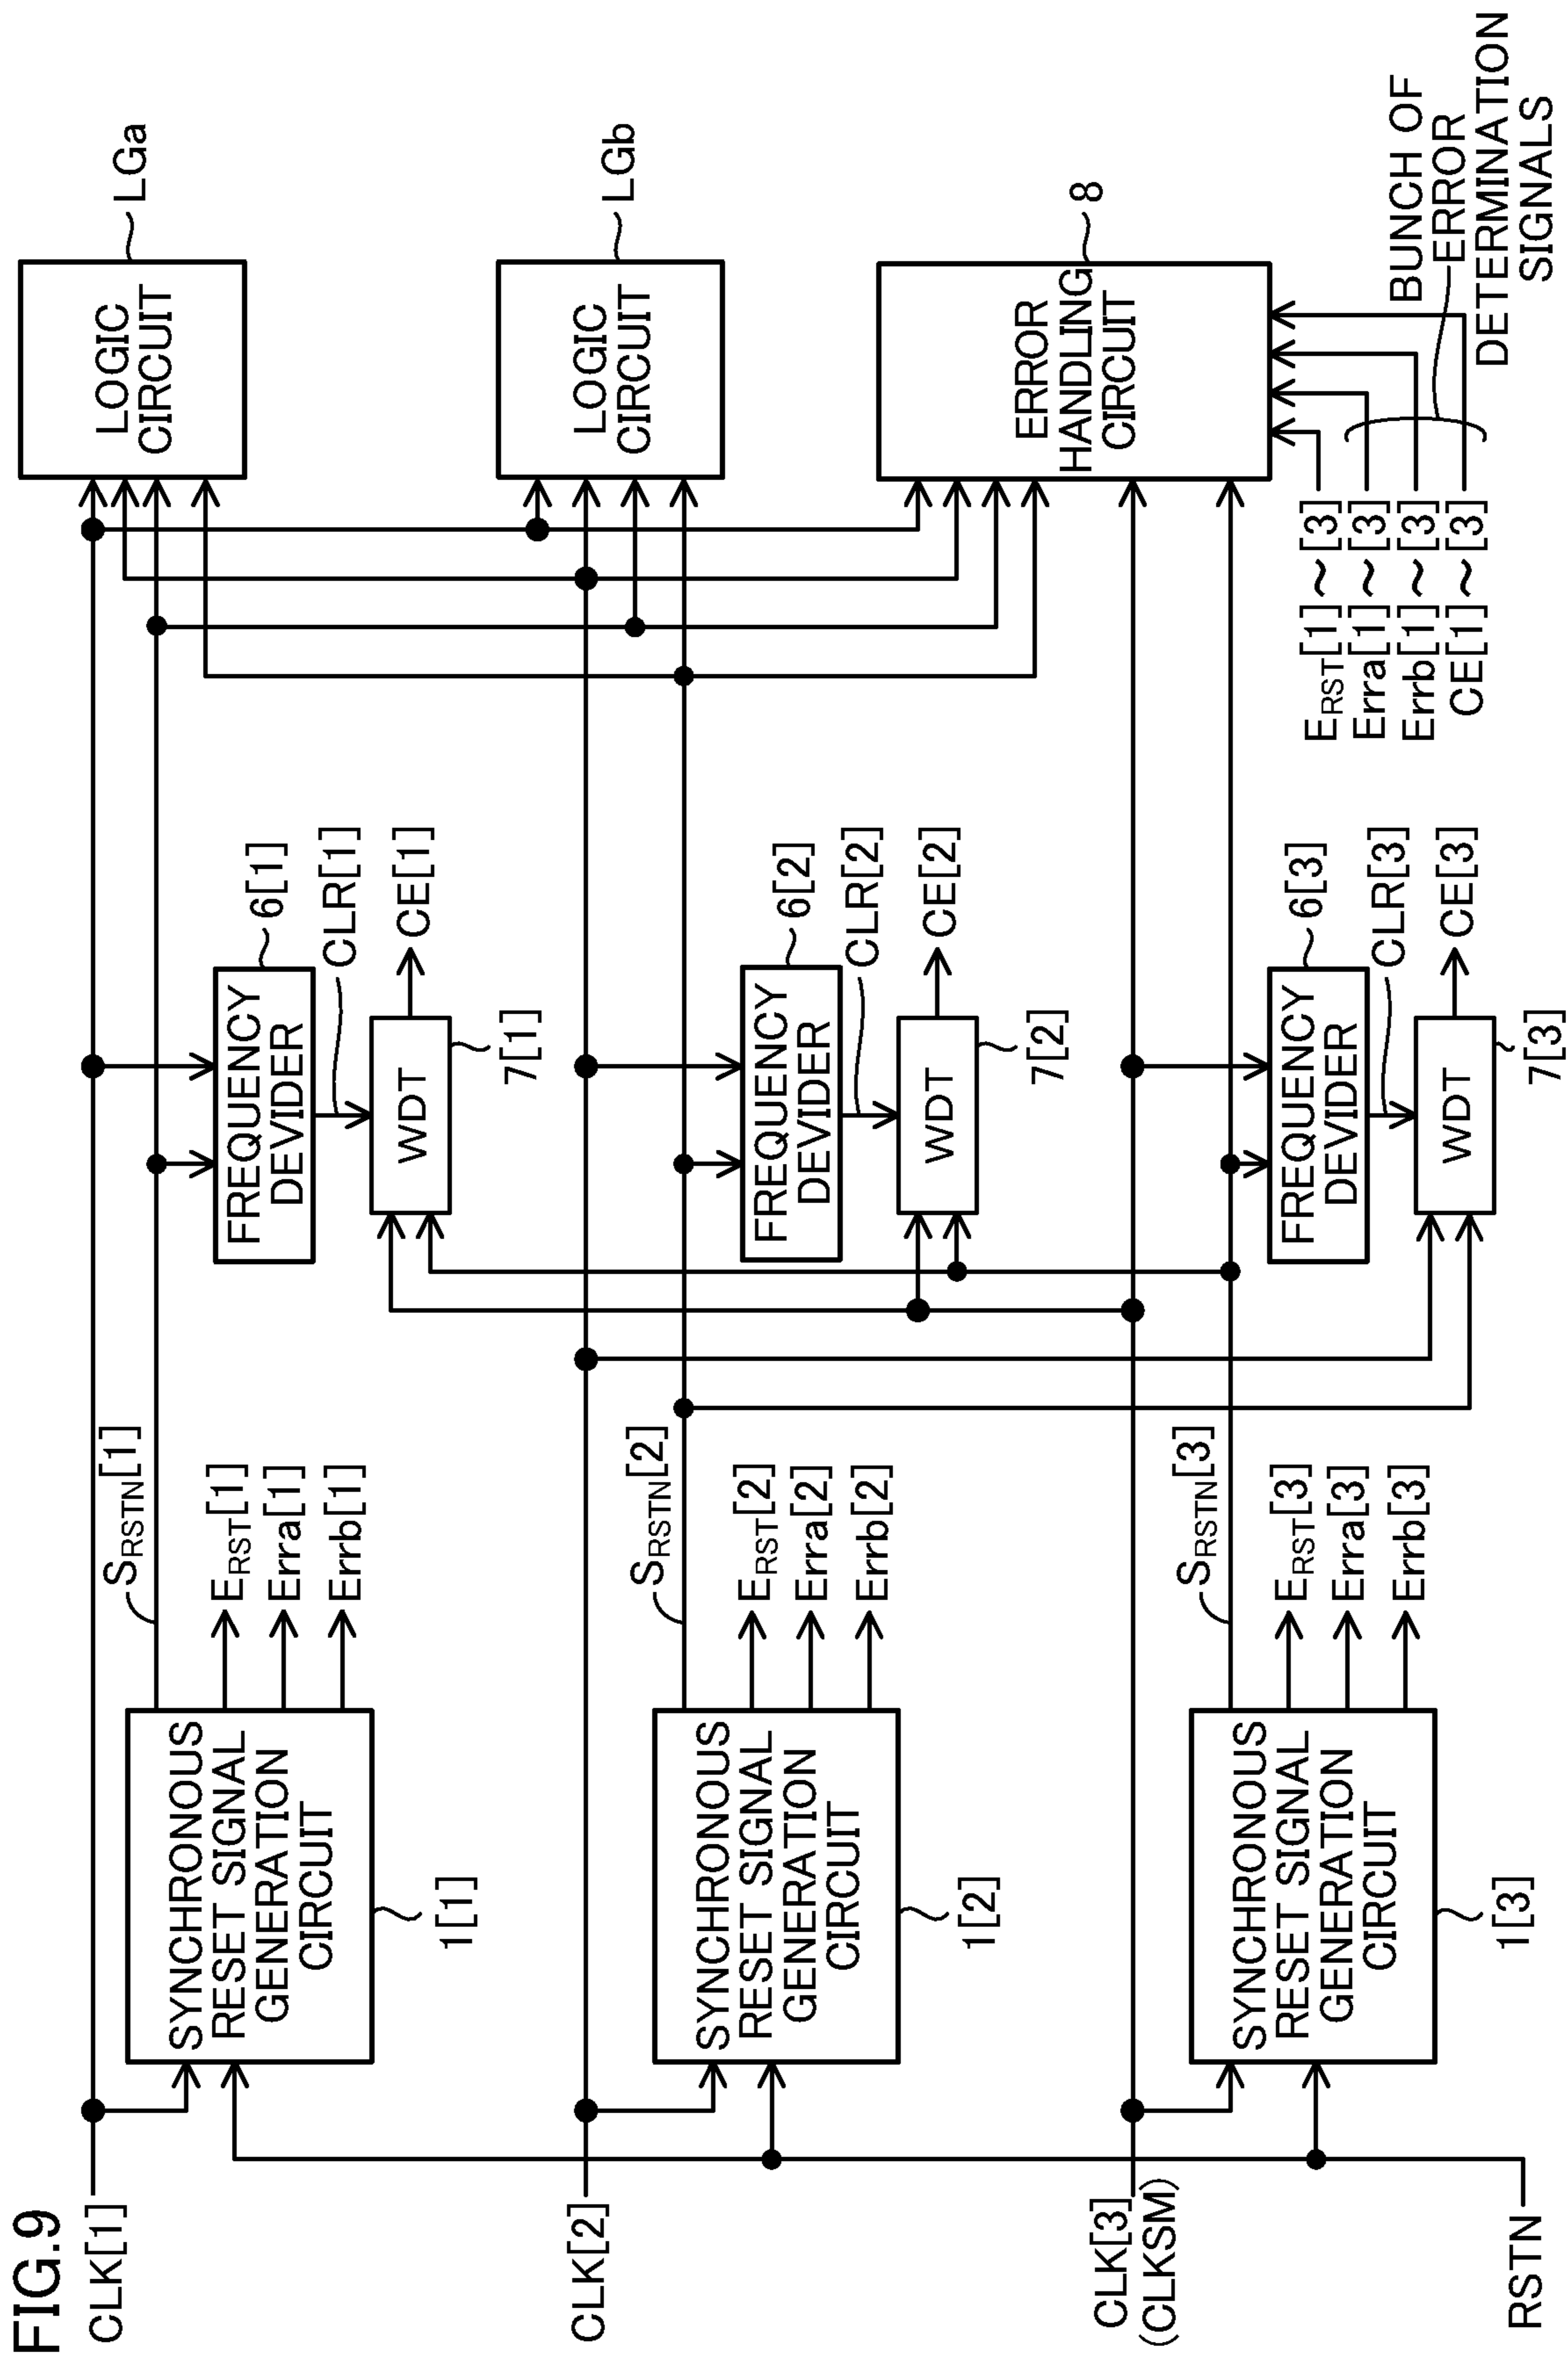 FIG.9
CLK[1]
SYNCHRONOUS
RESET SIGNAL
GENERATION
CIRCUIT
1[1]
SRSTN[1]
ERST[1]
Erra[1]
Errb[1]
FREQUENCY
DEVIDER
6[1]
CLR[1]
WDT
CE[1]
7[1]
LOGIC
CIRCUIT
LGa
CLK[2]
SYNCHRONOUS
RESET SIGNAL
GENERATION
CIRCUIT
1[2]
SRSTN[2]
ERST[2]
Erra[2]
Errb[2]
FREQUENCY
DEVIDER
6[2]
CLR[2]
WDT
CE[2]
7[2]
LOGIC
CIRCUIT
LGb
CLK[3]
(CLKSM)
SYNCHRONOUS
RESET SIGNAL
GENERATION
CIRCUIT
1[3]
SRSTN[3]
ERST[3]
Erra[3]
Errb[3]
FREQUENCY
DEVIDER
6[3]
CLR[3]
WDT
CE[3]
7[3]
ERROR
HANDLING
CIRCUIT
8
ERST[1]~[3]
Erra[1]~[3]
Errb[1]~[3]
CE[1]~[3]
BUNCH OF
ERROR
DETERMINATION
SIGNALS
RSTN